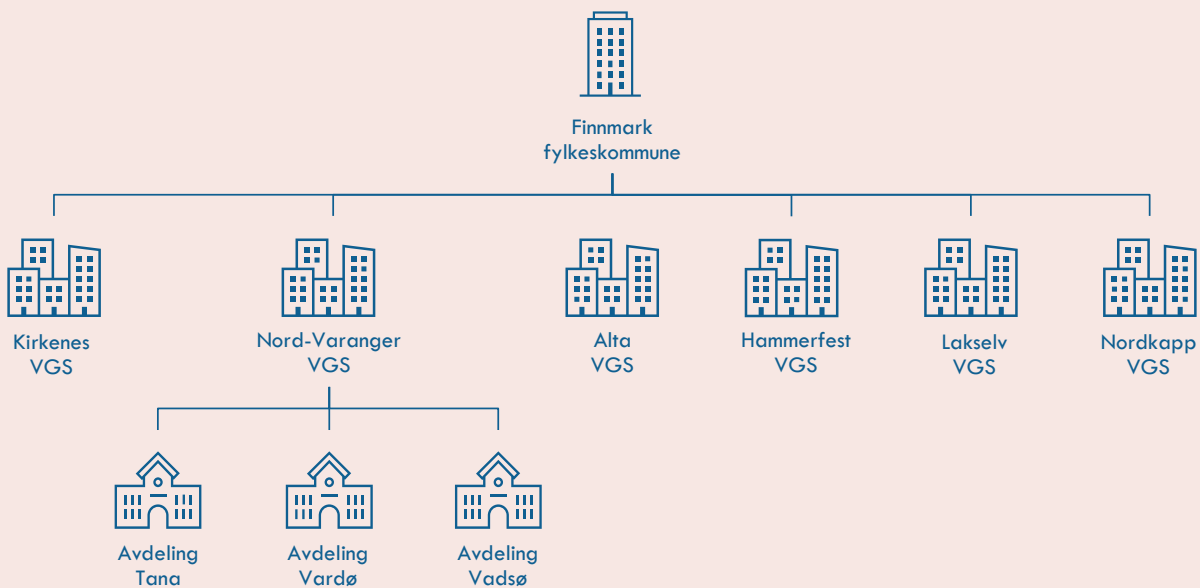 Finnmark
fylkeskommune
Kirkenes
VGS
Nord-Varanger
VGS
Alta
VGS
Hammerfest
VGS
Lakselv
VGS
Nordkapp
VGS
Avdeling
Tana
Avdeling
Vardø
Avdeling
Vadsø